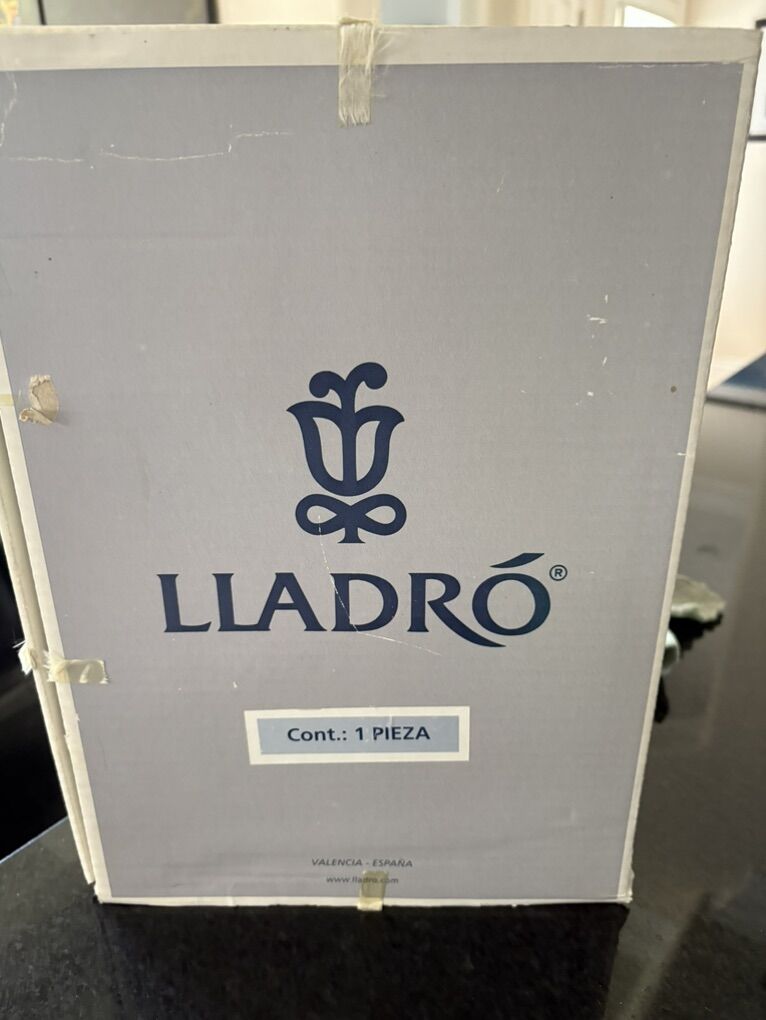 LLADRÓ®
Cont.: 1 PIEZA
VALENCIA - ESPAÑA
www.lladro.com